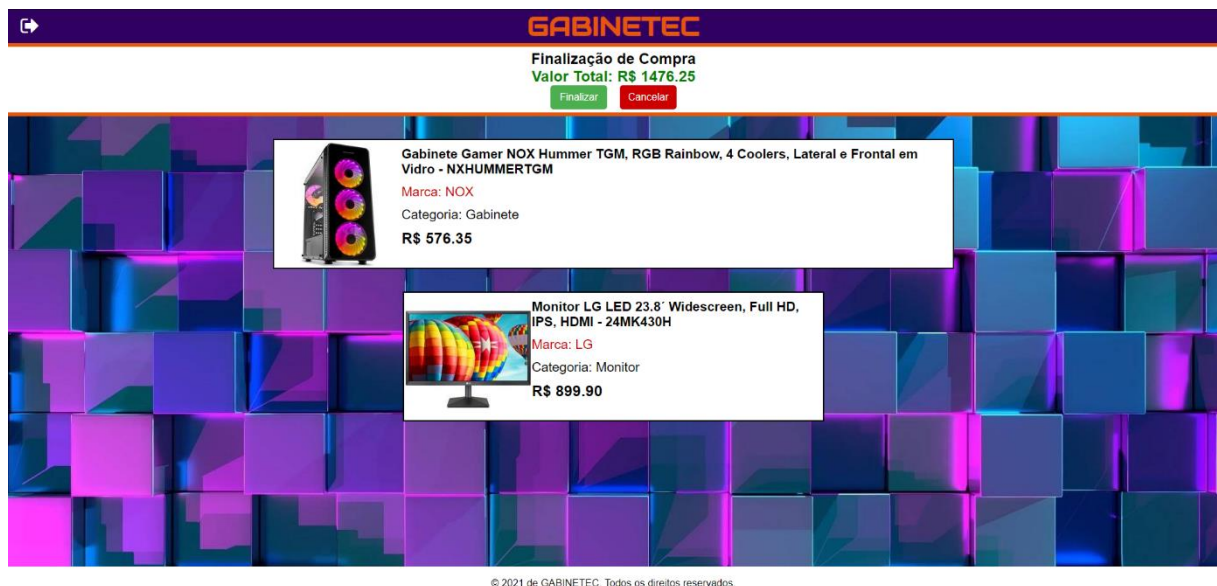 GABINETEC
Finalização de Compra
Valor Total: R$ 1476.25
Finalizar Cancelar
Gabinete Gamer NOX Hummer TGM, RGB Rainbow, 4 Coolers, Lateral e Frontal em
Vidro - NXHUMMERTGM
Marca: NOX
Categoria: Gabinete
R$ 576.35
Monitor LG LED 23.8´ Widescreen, Full HD,
IPS, HDMI - 24MK430H
Marca: LG
Categoria: Monitor
R$ 899.90
© 2021 de GABINETEC. Todos os direitos reservados